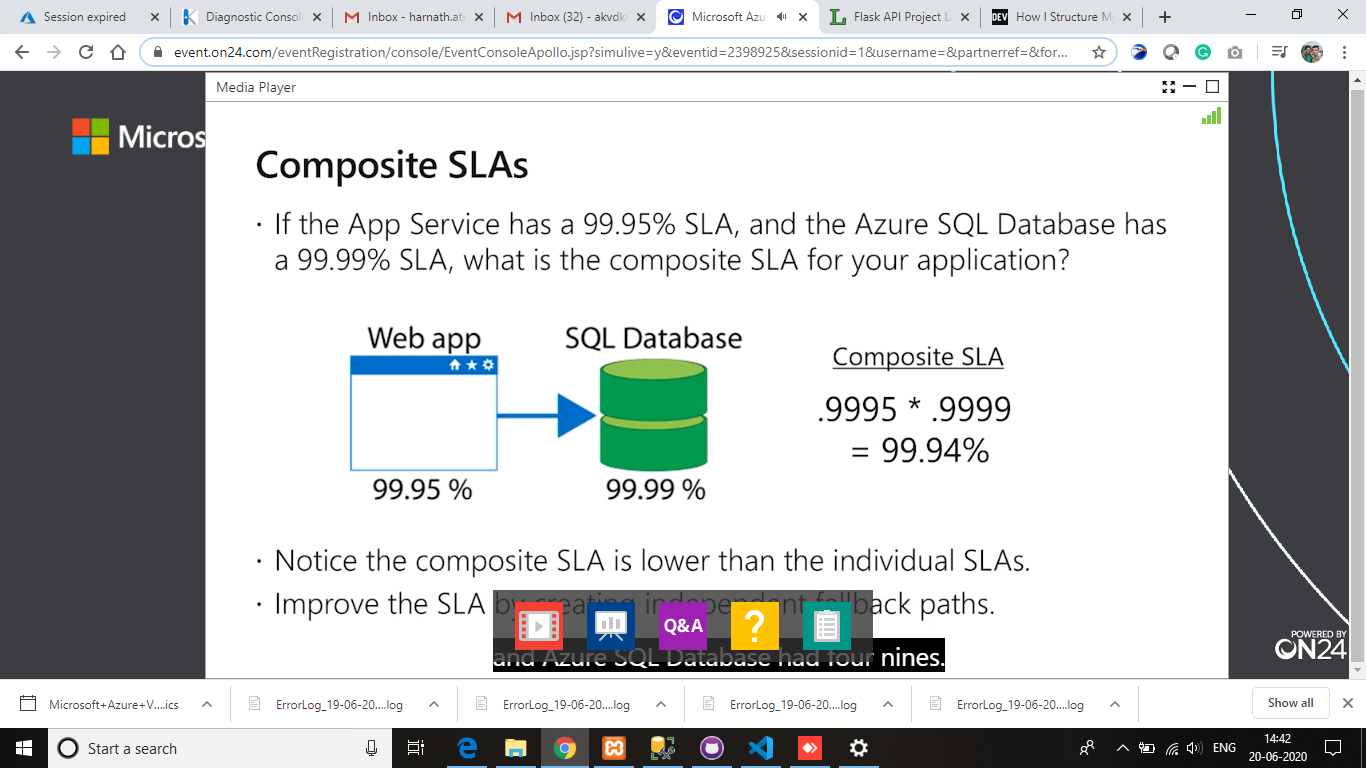 Session expired
Diagnostic Consol
Inbox - harnath.atr
Inbox (32) - akvdk
Microsoft Azu
Flask API Project L
DEV
How I Structure M
event.on24.com/eventRegistration/console/EventConsoleApollo.jsp?simulive=y&eventid=2398925&sessionid=1&username=&partnerref=&for...
Media Player
Micros
Composite SLAs
· If the App Service has a 99.95% SLA, and the Azure SQL Database has
a 99.99% SLA, what is the composite SLA for your application?
Web app
SQL Database
99.95 %
99.99 %
Composite SLA
.9995 * .9999
= 99.94%
· Notice the composite SLA is lower than the individual SLAs.
· Improve the SLA by creating independent fallback paths.
Q&A
?
and Azure SQL Database had four nines.
POWERED BY
ON24
Microsoft+Azure+V....ics
ErrorLog_19-06-20....log
ErrorLog_19-06-20....log
ErrorLog_19-06-20....log
ErrorLog_19-06-20....log
Show all
Start a search
ENG
14:42
20-06-2020